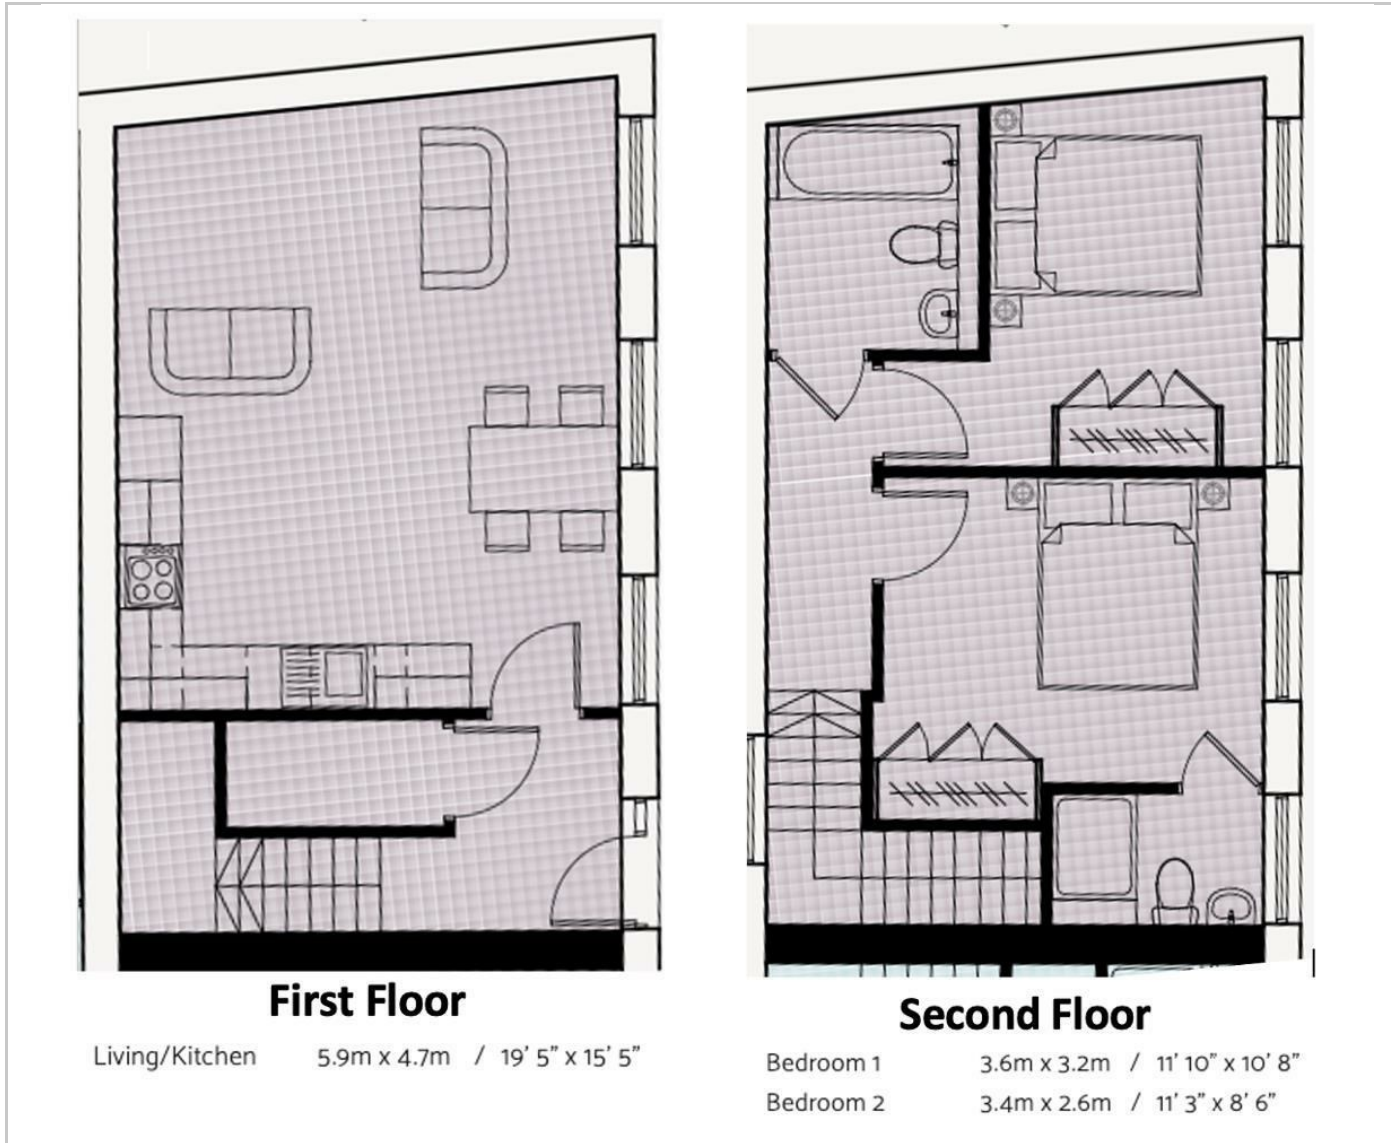 First Floor
Living/Kitchen 5.9m x 4.7m / 19' 5" x 15' 5"
Second Floor
Bedroom 1 3.6m x 3.2m / 11' 10" x 10' 8"
Bedroom 2 3.4m x 2.6m / 11' 3" x 8' 6"